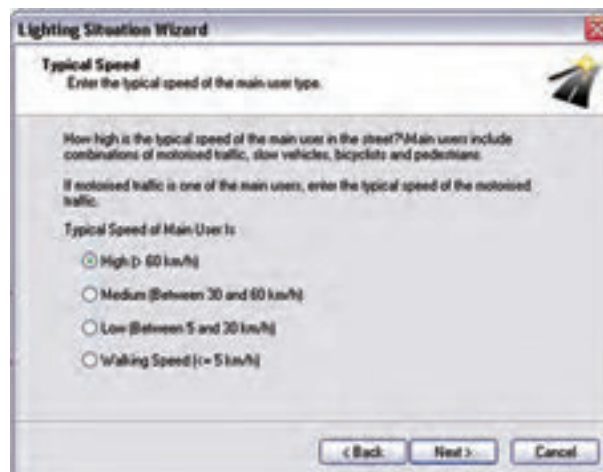 Lighting Situation Wizard
Typical Speed
Enter the typical speed of the main user type.
How high is the typical speed of the main user in the street?\Main users include
combinations of motorised traffic, slow vehicles, bicyclists and pedestrians.
If motorised traffic is one of the main users, enter the typical speed of the motorised
traffic.
Typical Speed of Main User Is
High (> 60 km/h)
Medium (Between 30 and 60 km/h)
Low (Between 5 and 30 km/h)
Walking Speed (<= 5 km/h)
< Back
Next >
Cancel